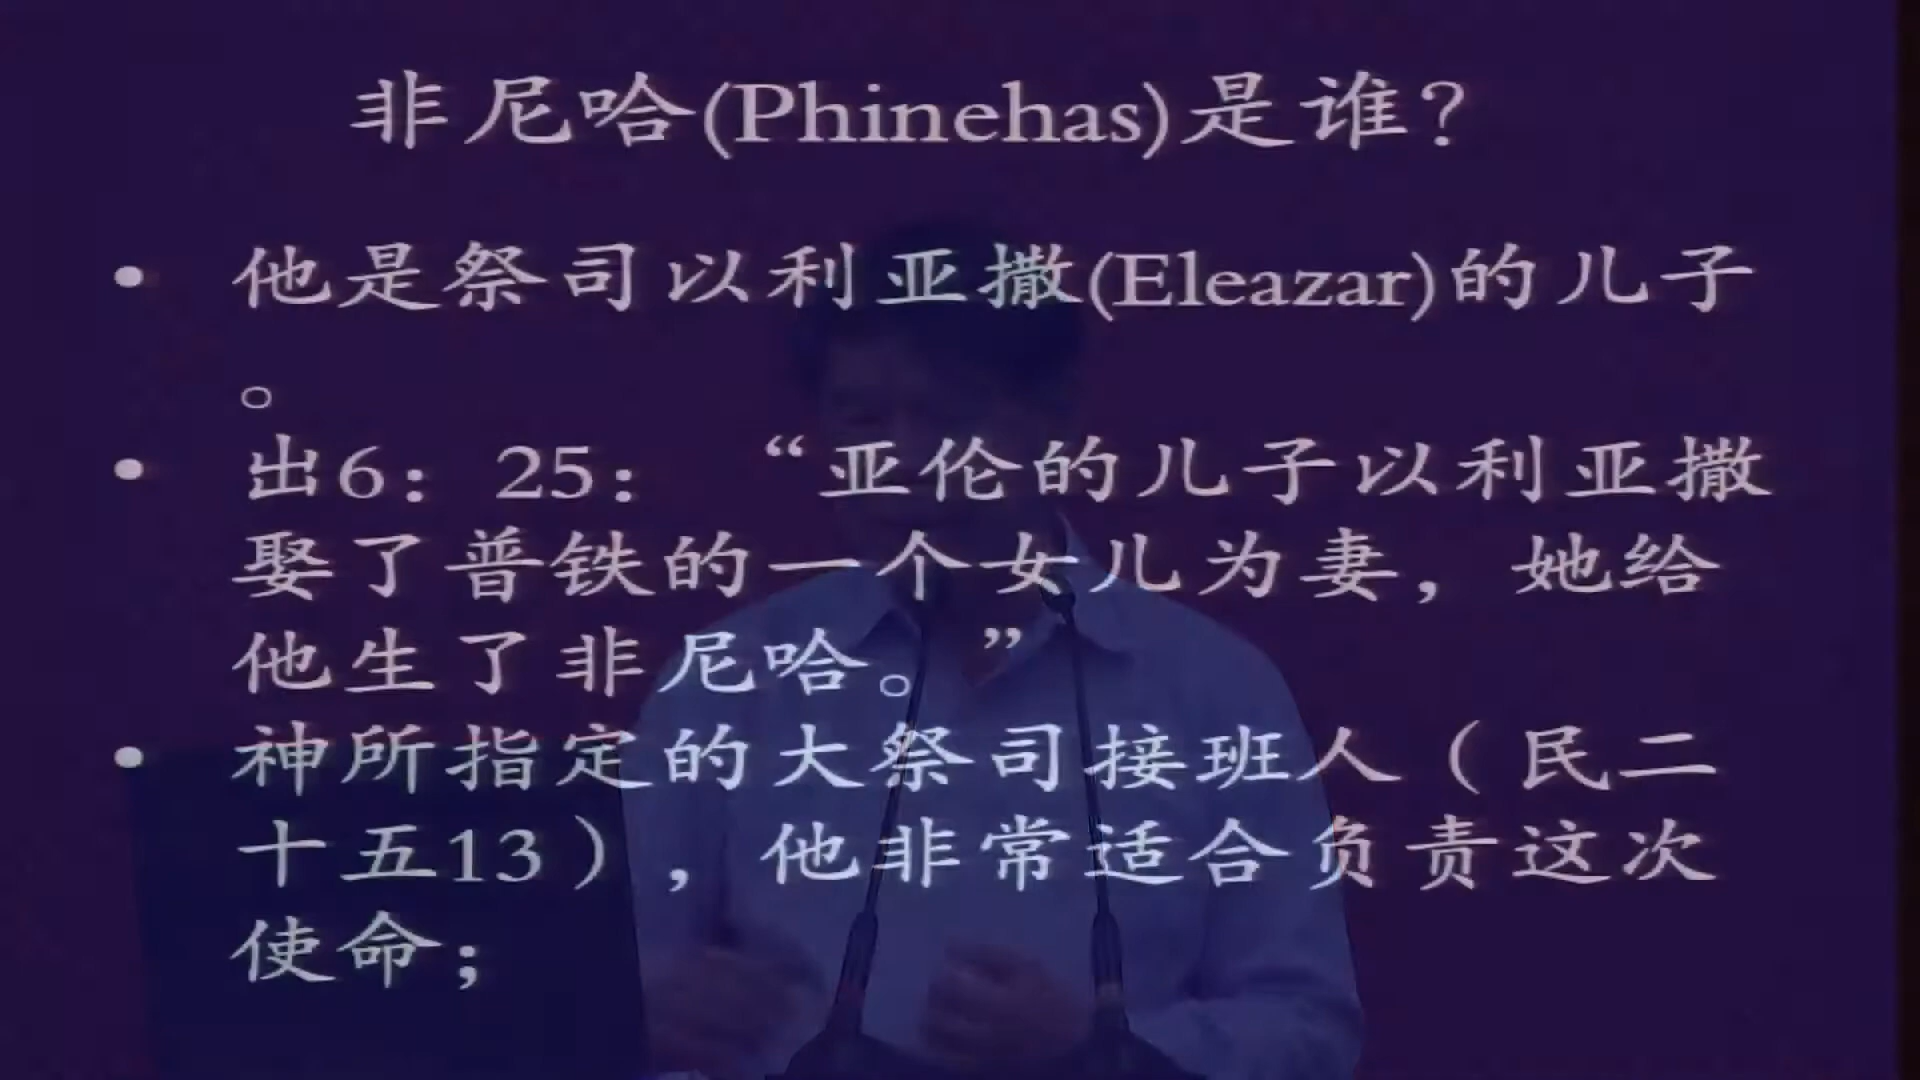 非尼哈(Phinehas)是谁?
• 他是祭司以利亚撒(Eleazar)的儿子
。
• 出6：25：“亚伦的儿子以利亚撒
娶了普铁的一个女儿为妻，她给
他生了非尼哈。”
• 神所指定的大祭司接班人（民二
十五13），他非常适合负责这次
使命；